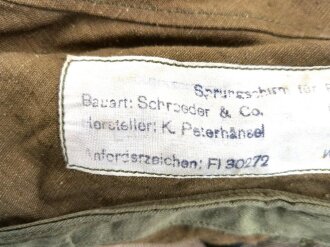 Sprungschirm für
Bauart: Schroeder & Co.
Hersteller: K. Peterhänsel
Anforderzeichen: Fl 30272